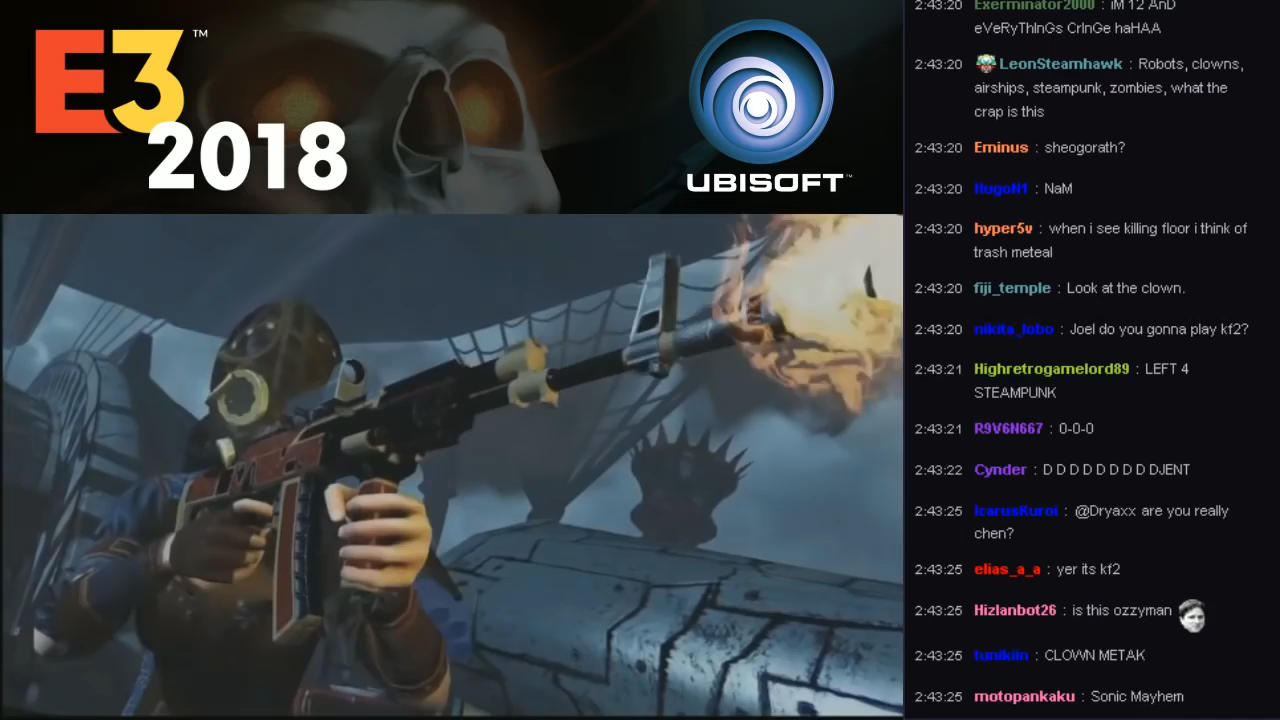 E3™
2018
UBISOFT™
2:43:20 Exerminator2000 : iM 12 AnD
eVeRyThInGs CrInGe haHAA
2:43:20 LeonSteamhawk : Robots, clowns,
airships, steampunk, zombies, what the
crap is this
2:43:20 Eminus : sheogorath?
2:43:20 HugoN1 : NaM
2:43:20 hyper5v : when i see killing floor i think of
trash meteal
2:43:20 fiji_temple : Look at the clown.
2:43:20 nikita_lobo : Joel do you gonna play kf2?
2:43:21 Highretrogamelord89 : LEFT 4
STEAMPUNK
2:43:21 R9V6N667 : 0-0-0
2:43:22 Cynder : D D D D D D D DJENT
2:43:25 IcarusKuroi : @Dryaxx are you really
chen?
2:43:25 elias_a_a : yer its kf2
2:43:25 Hizlanbot26 : is this ozzyman
2:43:25 tunikiin : CLOWN METAK
2:43:25 motopankaku : Sonic Mayhem